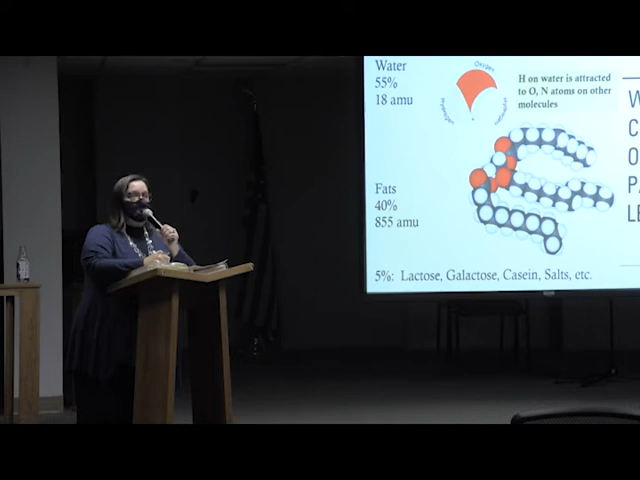 Water
55%
18 amu
Oxygen
H on water is attracted
to O, N atoms on other
molecules
Fats
40%
855 amu
5%: Lactose, Galactose, Casein, Salts, etc.